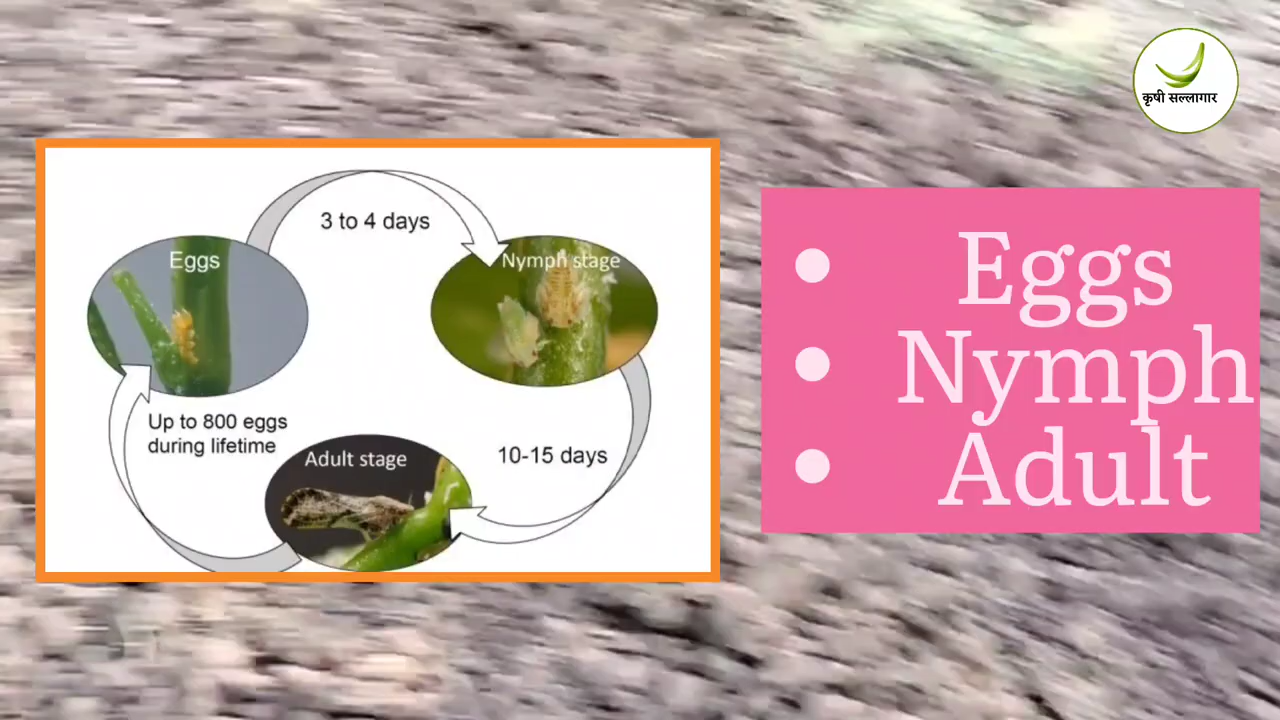 कृषी सल्लागार
3 to 4 days
Eggs
Nymph stage
Up to 800 eggs
during lifetime
Adult stage
10-15 days
• Eggs
• Nymph
• Adult